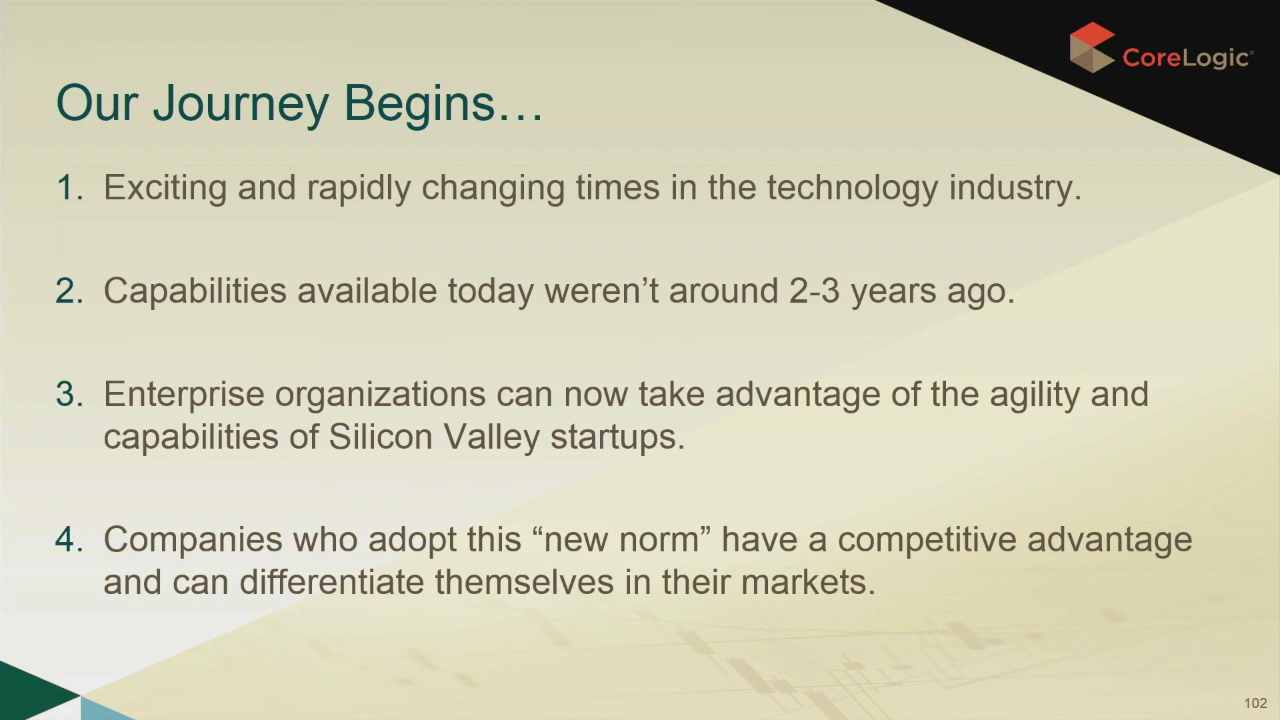 CoreLogic®
Our Journey Begins…
1. Exciting and rapidly changing times in the technology industry.
2. Capabilities available today weren’t around 2-3 years ago.
3. Enterprise organizations can now take advantage of the agility and
capabilities of Silicon Valley startups.
4. Companies who adopt this “new norm” have a competitive advantage
and can differentiate themselves in their markets.
102